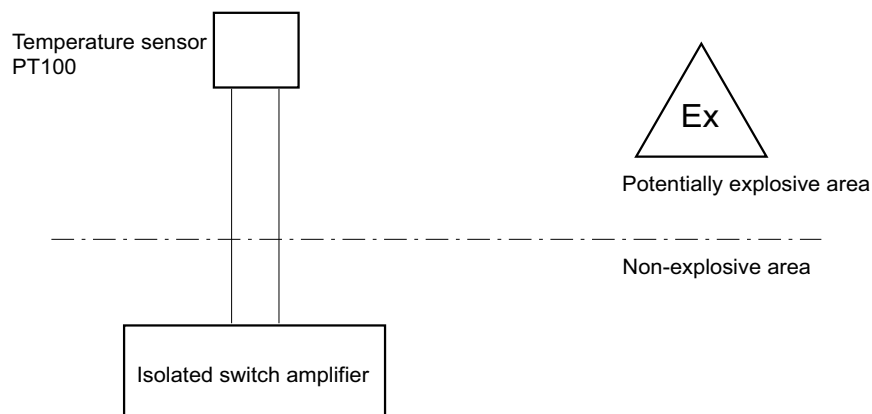 Temperature sensor
PT100
Ex
Potentially explosive area
Non-explosive area
Isolated switch amplifier